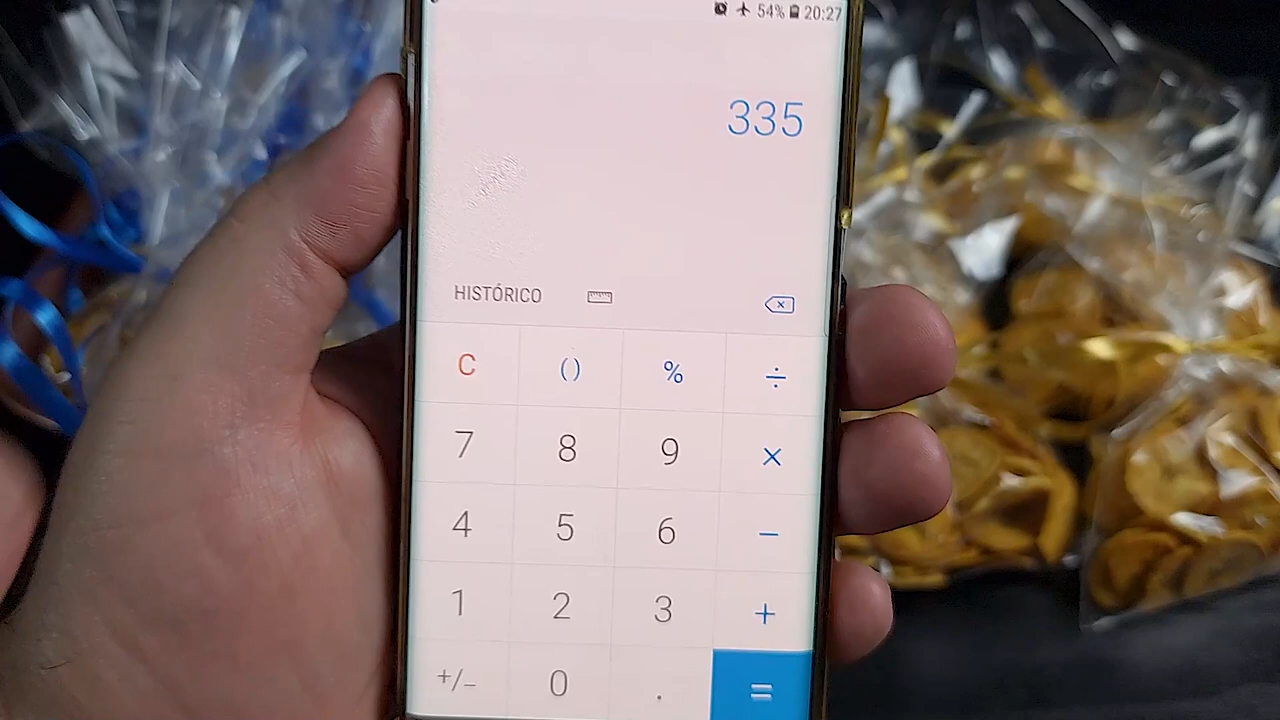 54% 20:27
335
HISTÓRICO
C () % ÷
7 8 9 ×
4 5 6 −
1 2 3 +
+/− 0 . =